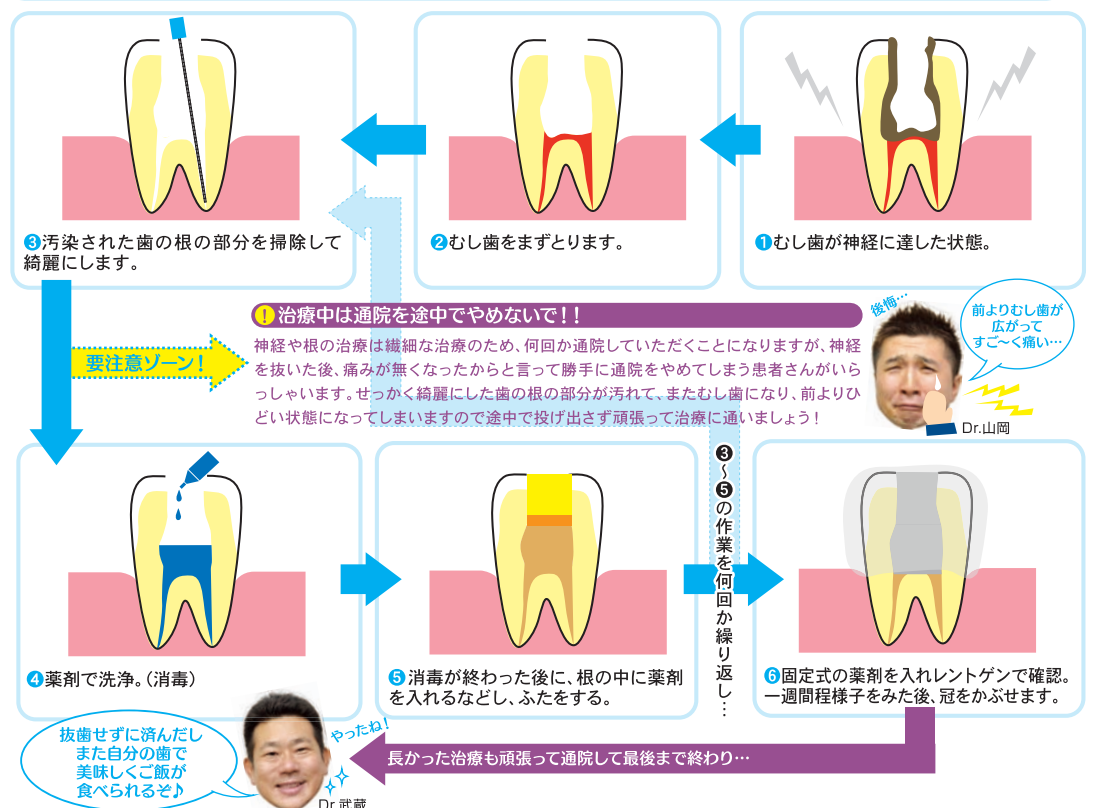 ❶むし歯が神経に達した状態。
❷むし歯をまずとります。
❸汚染された歯の根の部分を掃除して
綺麗にします。
要注意ゾーン!
!治療中は通院を途中でやめないで!!
神経や根の治療は繊細な治療のため、何回か通院していただくことになりますが、神経
を抜いた後、痛みが無くなったからと言って勝手に通院をやめてしまう患者さんがいら
っしゃいます。せっかく綺麗にした歯の根の部分が汚れて、またむし歯になり、前よりひ
どい状態になってしまいますので途中で投げ出さず頑張って治療に通いましょう!
後悔…
前よりむし歯が
広がって
すご〜く痛い…
Dr.山岡
❹薬剤で洗浄。(消毒)
❺消毒が終わった後に、根の中に薬剤
を入れるなどし、ふたをする。
❸〜❺の作業を何回か繰り返し…
❻固定式の薬剤を入れレントゲンで確認。
一週間程様子をみた後、冠をかぶせます。
長かった治療も頑張って通院して最後まで終わり…
やったね!
抜歯せずに済んだし
また自分の歯で
美味しくご飯が
食べられるぞ♪
Dr.武蔵